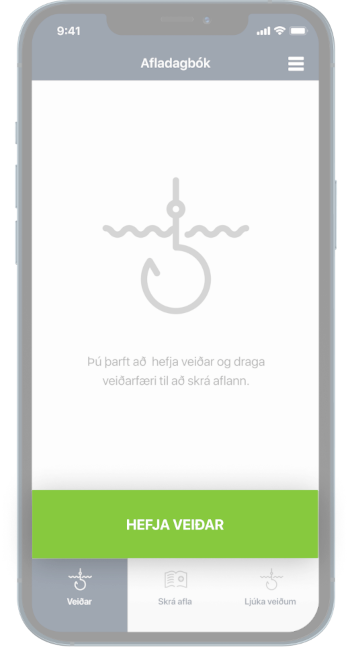 9:41
Afladagbók
Þú þarft að hefja veiðar og draga
veiðarfæri til að skrá aflann.
HEFJA VEIÐAR
Veiðar
Skrá afla
Ljúka veiðum